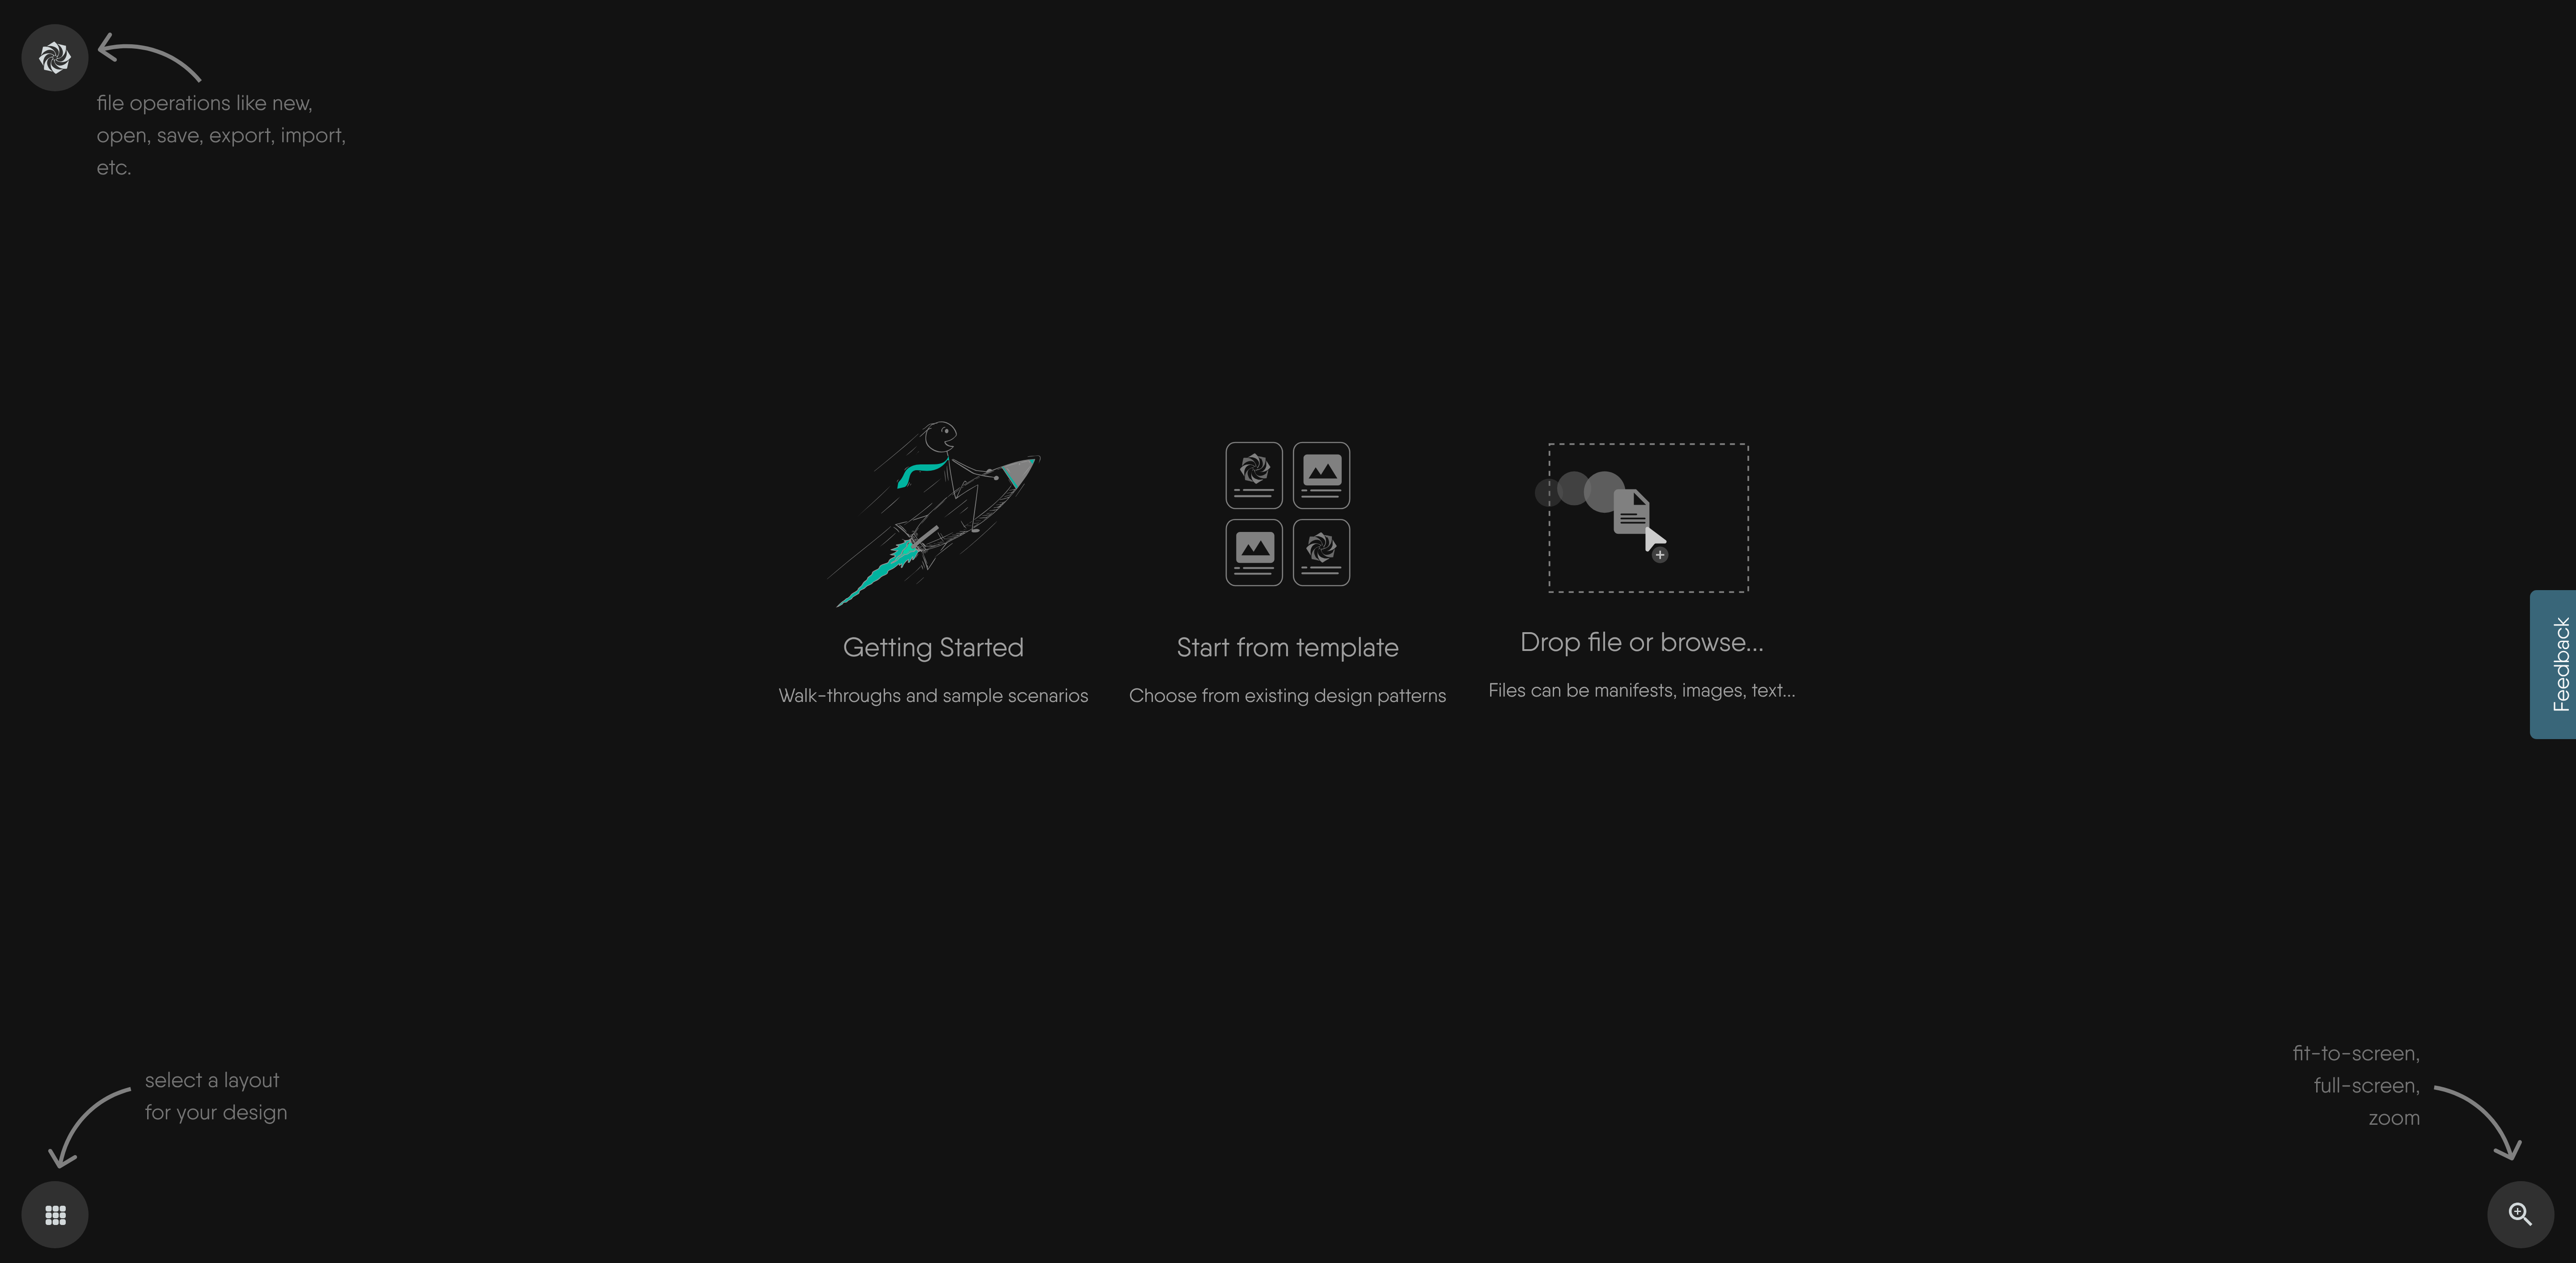 file operations like new,
open, save, export, import,
etc.
Getting Started
Walk-throughs and sample scenarios
Start from template
Choose from existing design patterns
Drop file or browse...
Files can be manifests, images, text...
Feedback
select a layout
for your design
fit-to-screen,
full-screen,
zoom